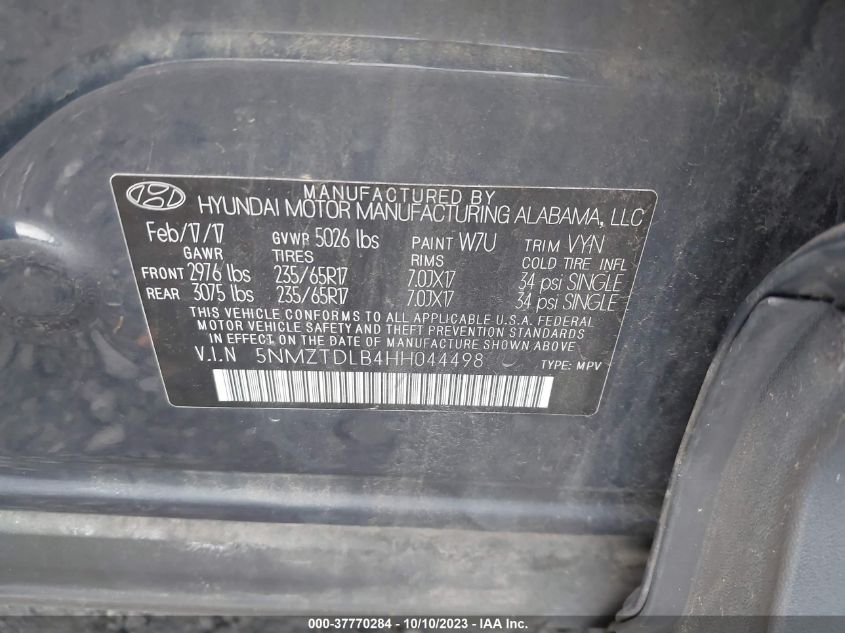 MANUFACTURED BY
HYUNDAI MOTOR MANUFACTURING ALABAMA, LLC
Feb/17/17 GVWR 5026 lbs PAINT W7U TRIM VYN
GAWR TIRES RIMS COLD TIRE INFL
FRONT 2976 lbs 235/65R17 7.0JX17 34 psi SINGLE
REAR 3075 lbs 235/65R17 7.0JX17 34 psi SINGLE
THIS VEHICLE CONFORMS TO ALL APPLICABLE U.S.A. FEDERAL
MOTOR VEHICLE SAFETY AND THEFT PREVENTION STANDARDS
IN EFFECT ON THE DATE OF MANUFACTURE SHOWN ABOVE.
V.I.N 5NMZTDLB4HH044498 TYPE: MPV
000-37770284 - 10/10/2023 - Copyright © IAA, Inc.